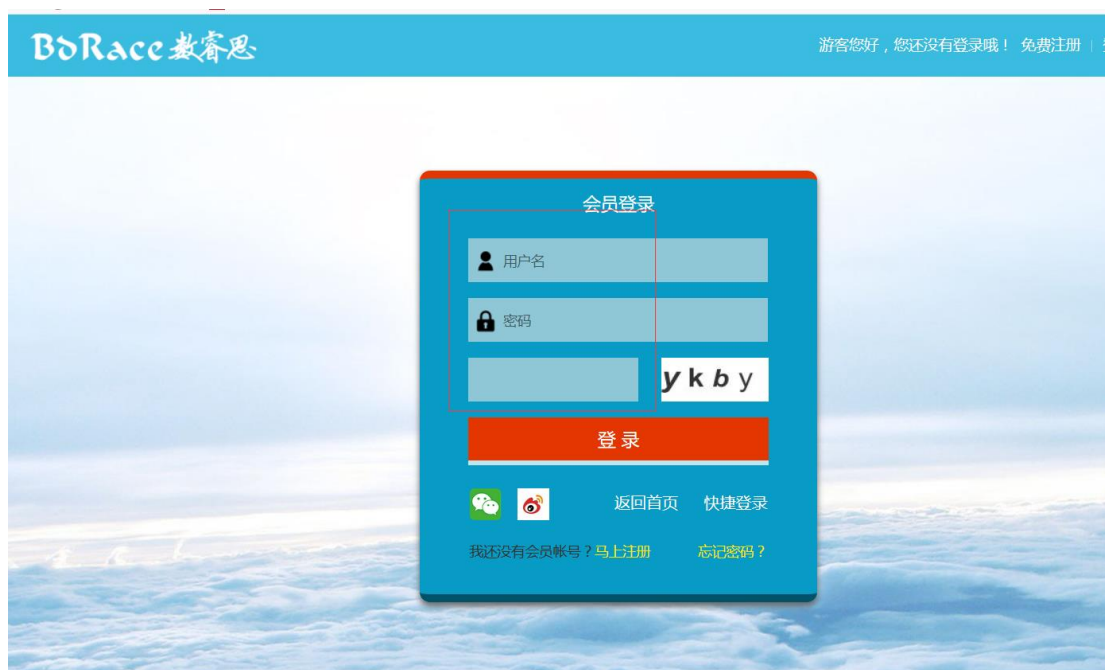 BdRace 数睿思
游客您好，您还没有登录哦！ 免费注册 |
会员登录
用户名
密码
y k b y
登 录
返回首页 快捷登录
我还没有会员帐号？马上注册 忘记密码？